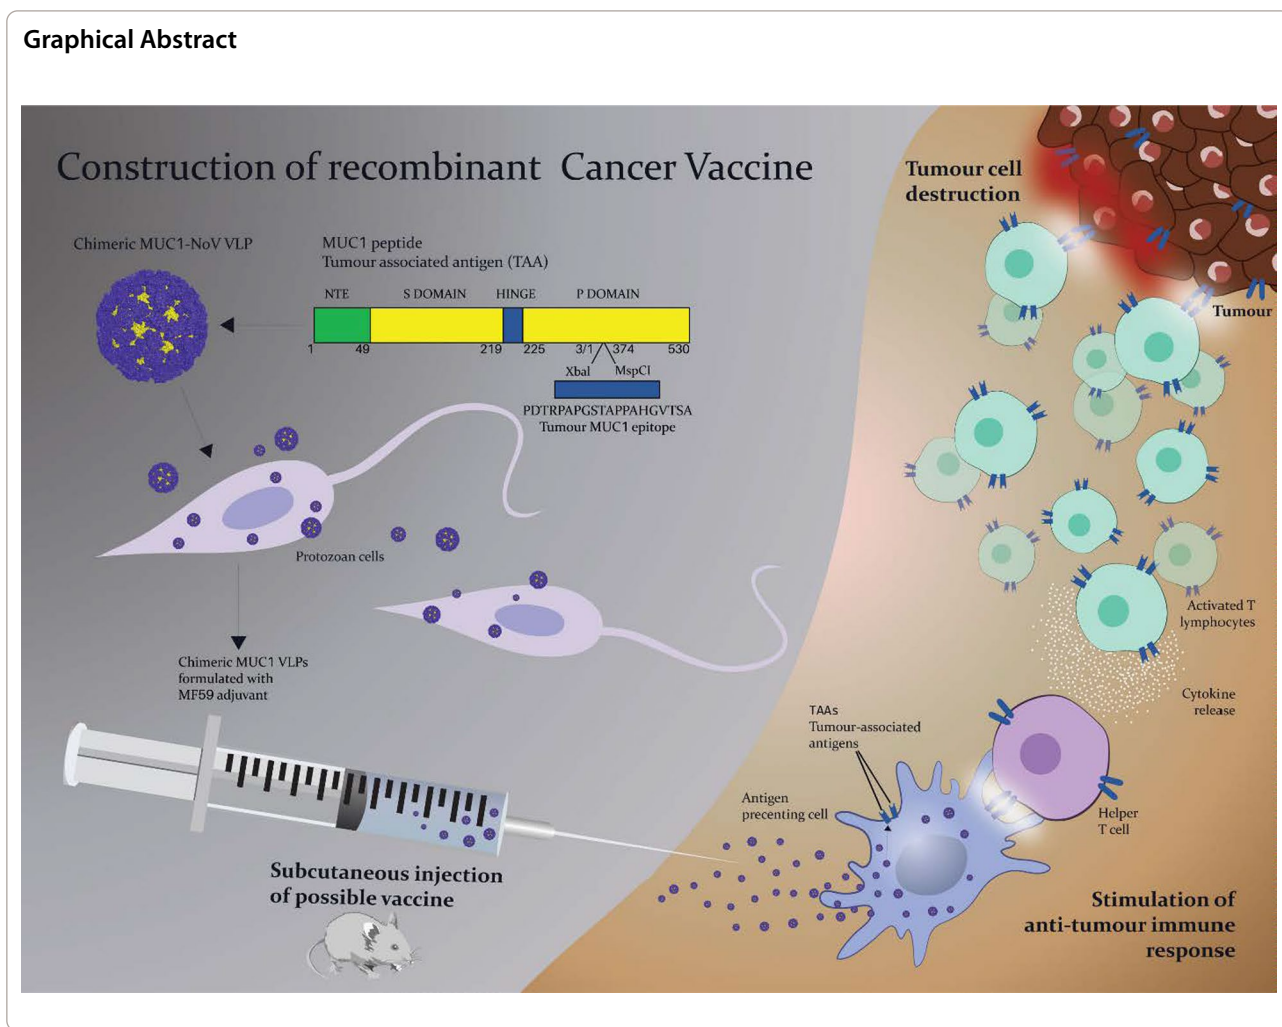 Graphical Abstract
Construction of recombinant Cancer Vaccine
Chimeric MUC1-NoV VLP
MUC1 peptide
Tumour associated antigen (TAA)
NTE S DOMAIN HINGE P DOMAIN
1 49 219 225 3/1 374 530
XbaI MspCI
PDTRPAPGSTAPPAHGVTSA
Tumour MUC1 epitope
Protozoan cells
Chimeric MUC1 VLPs
formulated with
MF59 adjuvant
Subcutaneous injection
of possible vaccine
Tumour cell
destruction
Tumour
Activated T
lymphocytes
Cytokine
release
TAAs
Tumour-associated
antigens
Antigen
precenting cell
Helper
T cell
Stimulation of
anti-tumour immune
response